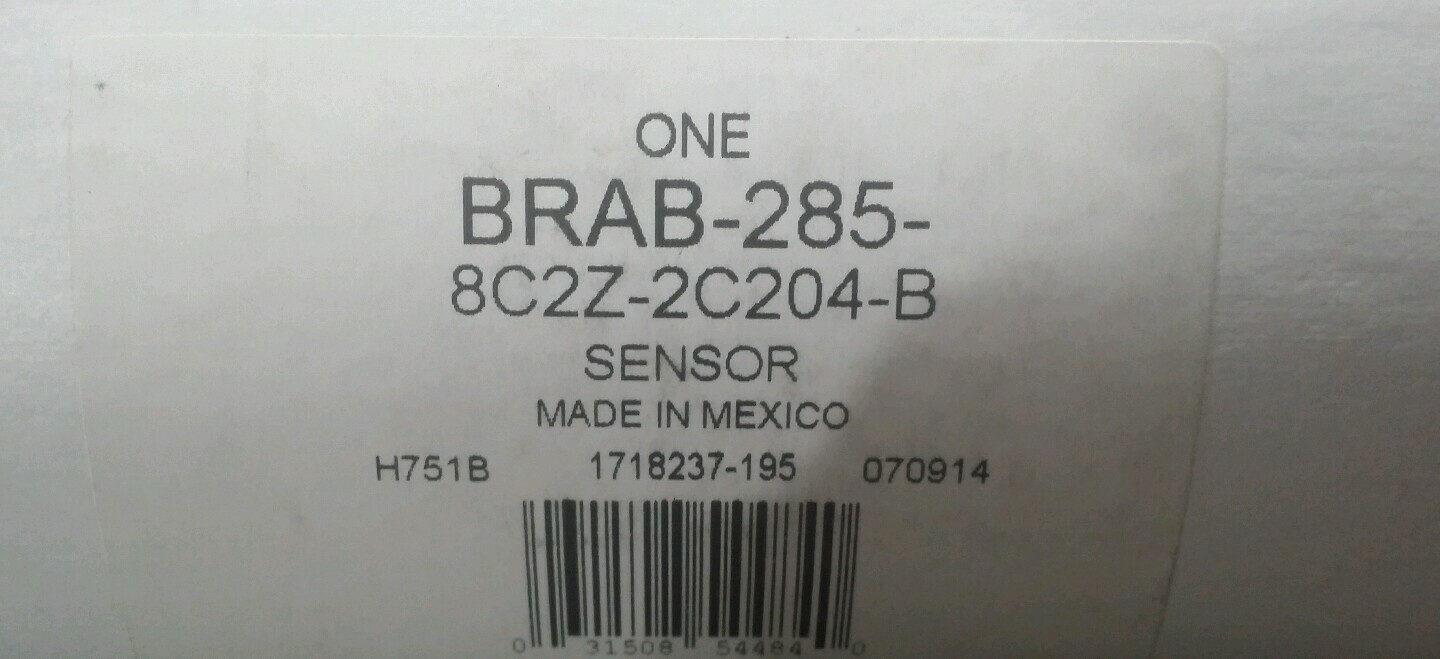 ONE
BRAB-285-
8C2Z-2C204-B
SENSOR
MADE IN MEXICO
H751B 1718237-195 070914
0 31508 54484 0